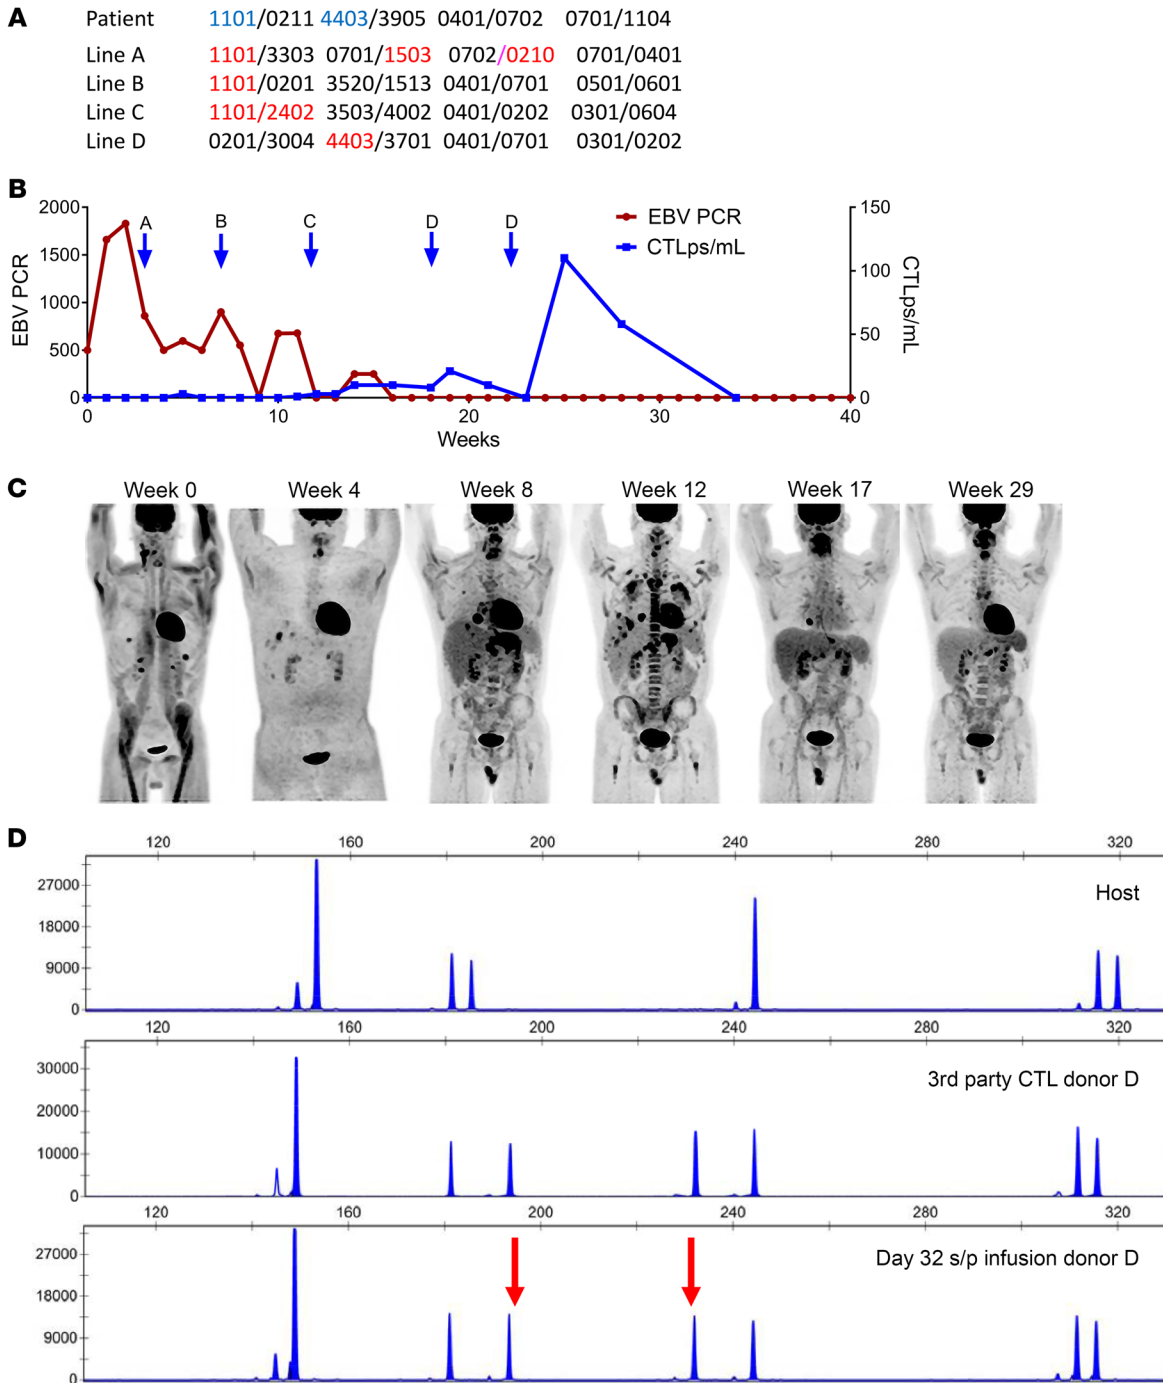 A
Patient 1101/0211 4403/3905 0401/0702 0701/1104
Line A 1101/3303 0701/1503 0702/0210 0701/0401
Line B 1101/0201 3520/1513 0401/0701 0501/0601
Line C 1101/2402 3503/4002 0401/0202 0301/0604
Line D 0201/3004 4403/3701 0401/0701 0301/0202
B
2000 1500 1000 500 0
EBV PCR
A B C D D
EBV PCR
CTLps/mL
150 100 50 0
CTLps/mL
0 10 20 30 40
Weeks
C
Week 0 Week 4 Week 8 Week 12 Week 17 Week 29
D
120 160 200 240 280 320
27000
18000
9000
0
Host
120 160 200 240 280 320
30000
20000
10000
0
3rd party CTL donor D
120 160 200 240 280 320
27000
18000
9000
0
Day 32 s/p infusion donor D